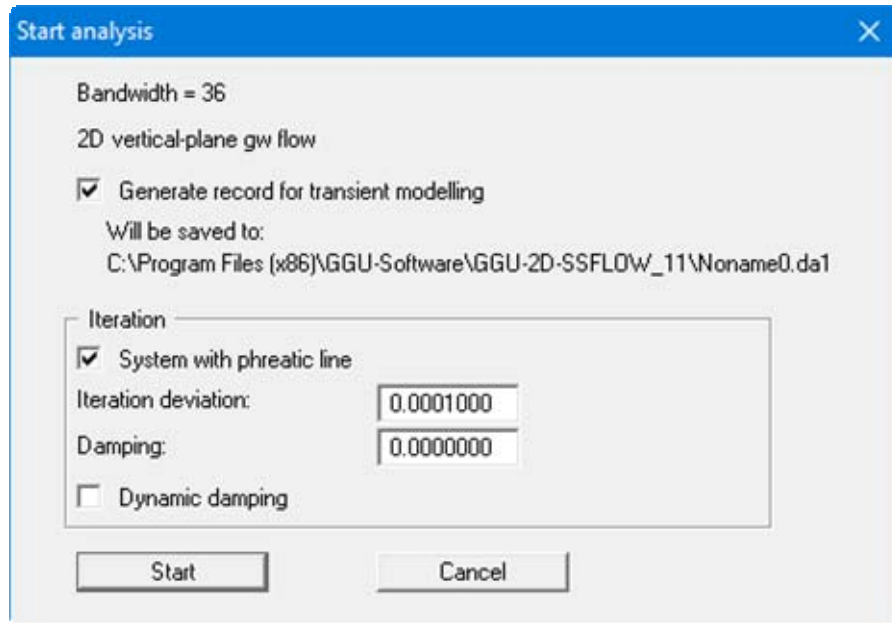 Start analysis
Bandwidth = 36
2D vertical-plane gw flow
Generate record for transient modelling
Will be saved to:
C:\Program Files (x86)\GGU-Software\GGU-2D-SSFLOW_11\Noname0.da1
Iteration
System with phreatic line
Iteration deviation: 0.0001000
Damping: 0.0000000
Dynamic damping
Start Cancel